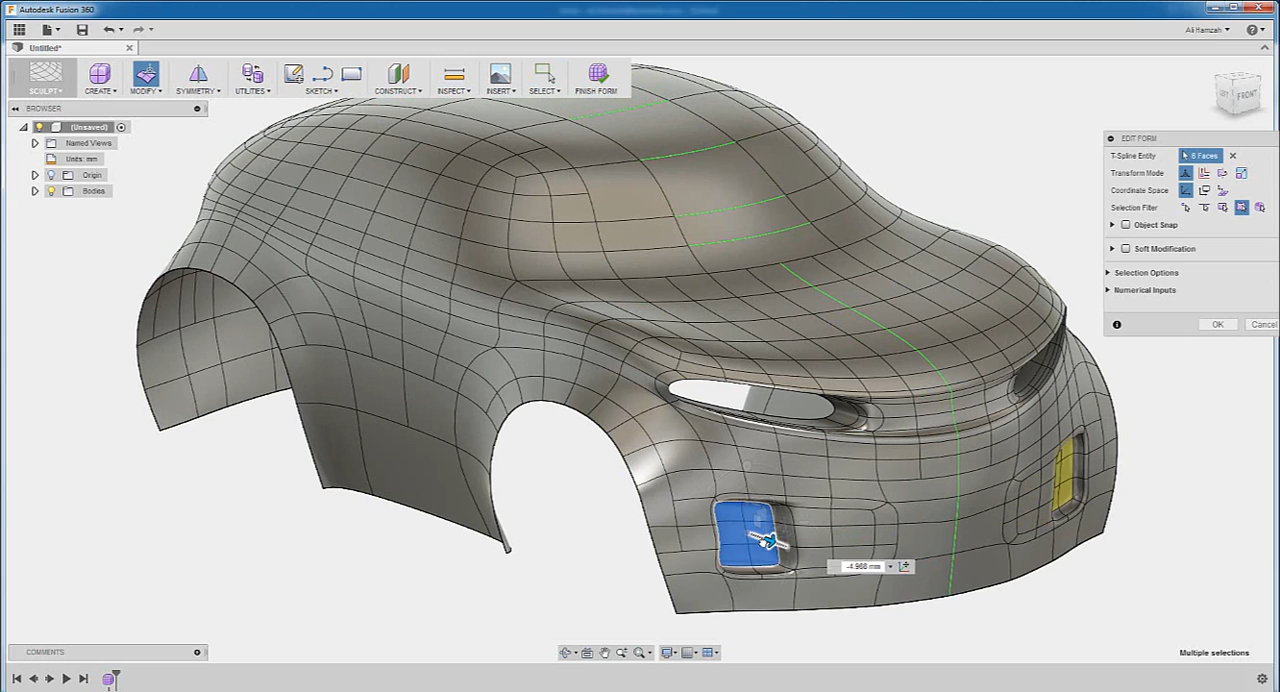 Autodesk Fusion 360
Ali Hamzah
Untitled*
SCULPT CREATE MODIFY SYMMETRY UTILITIES SKETCH CONSTRUCT INSPECT INSERT SELECT FINISH FORM
BROWSER
(Unsaved)
Named Views
Units: mm
Origin
Bodies
FRONT
EDIT FORM
T-Spline Entity 6 Faces
Transform Mode
Coordinate Space
Selection Filter
Object Snap
Soft Modification
Selection Options
Numerical Inputs
OK Cancel
-4.968 mm
COMMENTS
Multiple selections